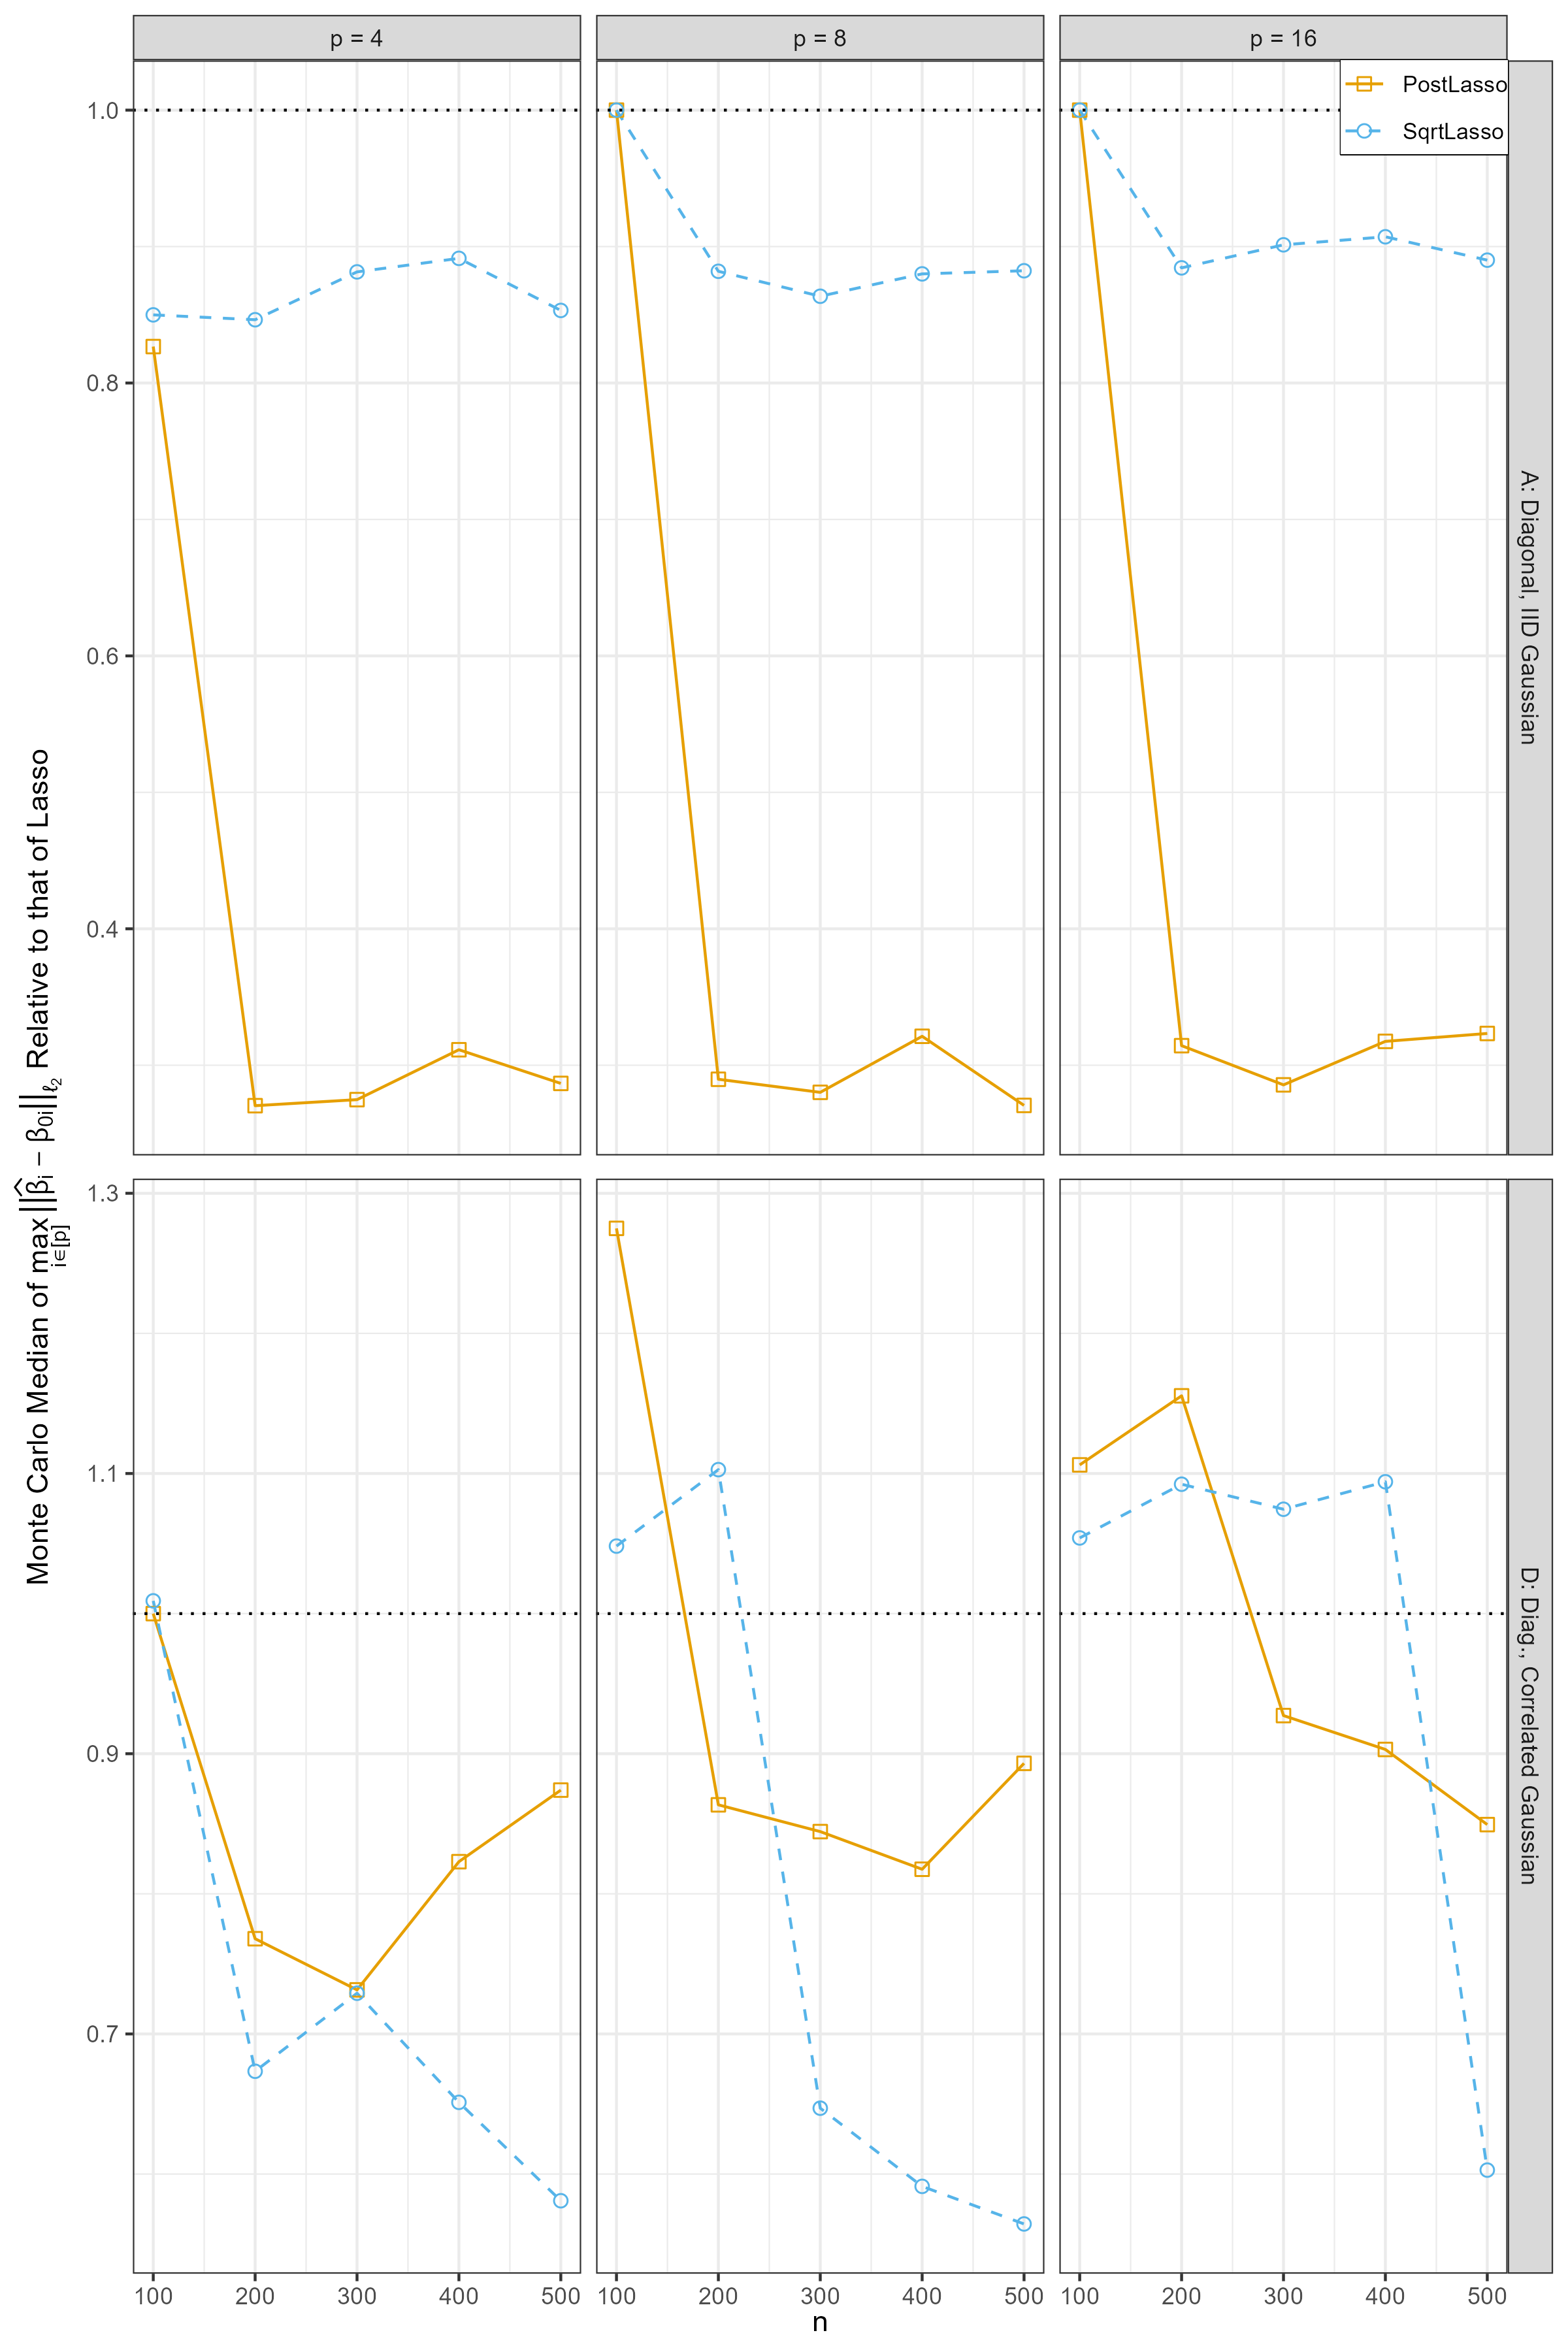 p = 4
p = 8
p = 16
PostLasso
SqrtLasso
1.0
0.8
0.6
0.4
A: Diagonal, IID Gaussian
Monte Carlo Median of max i∈[p] ||β̂i − β0i||ℓ2 Relative to that of Lasso
1.3
1.1
0.9
0.7
D: Diag., Correlated Gaussian
100 200 300 400 500
100 200 300 400 500
100 200 300 400 500
n